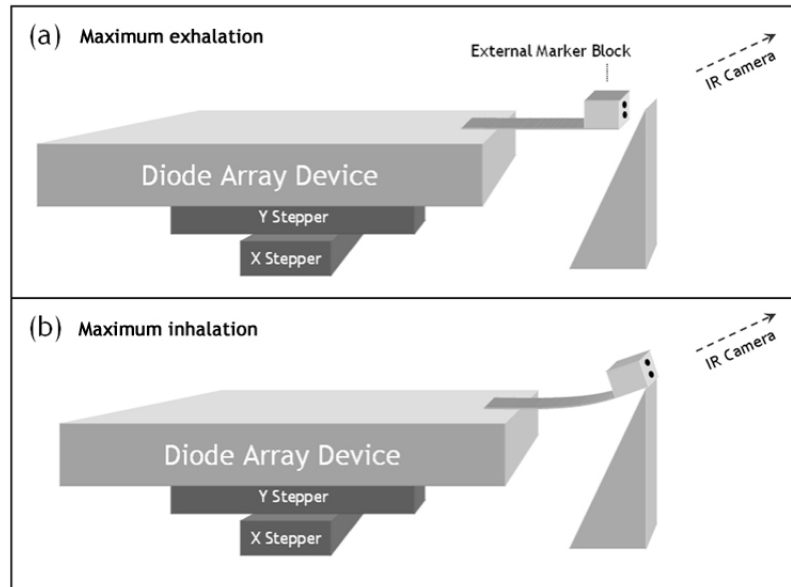 (a) Maximum exhalation
External Marker Block
IR Camera
Diode Array Device
Y Stepper
X Stepper
(b) Maximum inhalation
IR Camera
Diode Array Device
Y Stepper
X Stepper